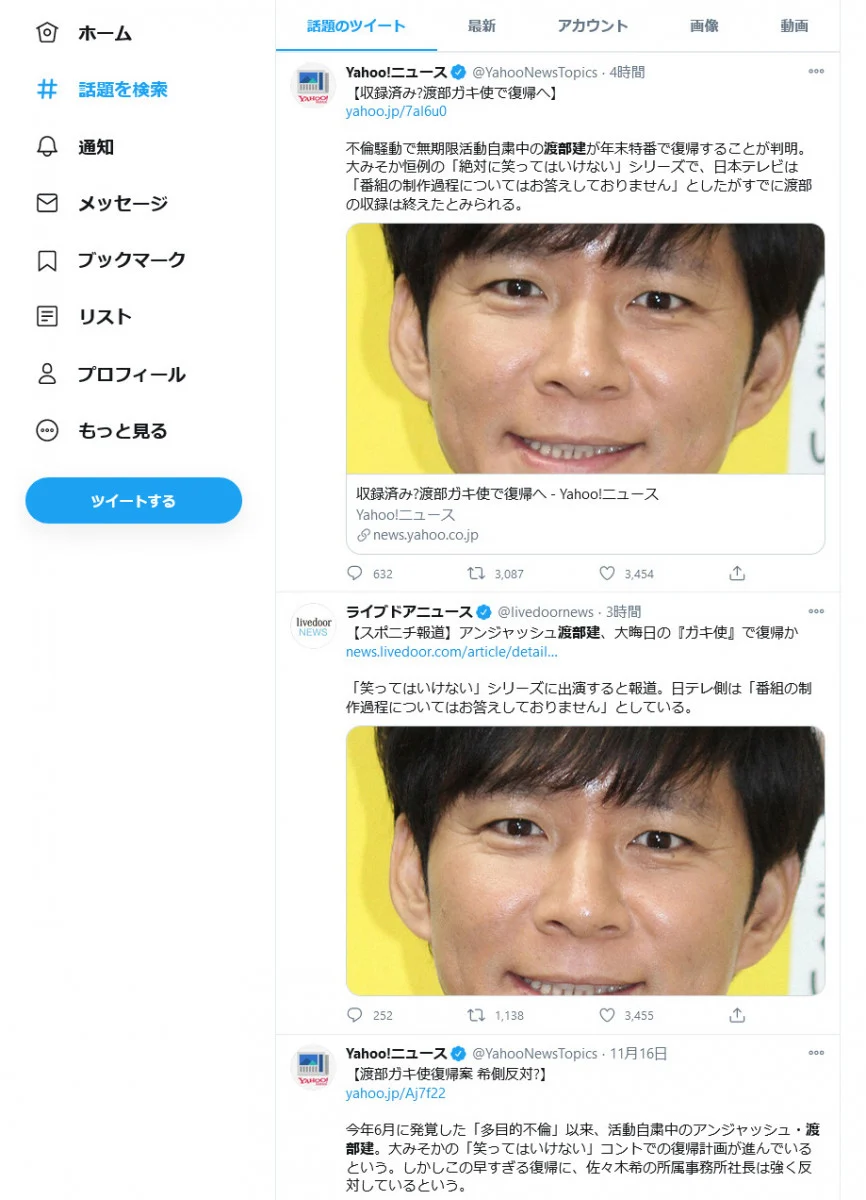 ホーム
話題を検索
通知
メッセージ
ブックマーク
リスト
プロフィール
もっと見る
ツイートする
話題のツイート 最新 アカウント 画像 動画
YAHOO!
Yahoo!ニュース @YahooNewsTopics · 4時間
【収録済み?渡部ガキ使で復帰へ】
yahoo.jp/7al6u0
不倫騒動で無期限活動自粛中の渡部建が年末特番で復帰することが判明。
大みそか恒例の「絶対に笑ってはいけない」シリーズで、日本テレビは
「番組の制作過程についてはお答えしておりません」としたがすでに渡部
の収録は終えたとみられる。
収録済み?渡部ガキ使で復帰へ - Yahoo!ニュース
Yahoo!ニュース
news.yahoo.co.jp
632 3,087 3,454
livedoor
NEWS
ライブドアニュース @livedoornews · 3時間
【スポニチ報道】アンジャッシュ渡部建、大晦日の『ガキ使』で復帰か
news.livedoor.com/article/detail…
「笑ってはいけない」シリーズに出演すると報道。日テレ側は「番組の制
作過程についてはお答えしておりません」としている。
252 1,138 3,455
YAHOO!
Yahoo!ニュース @YahooNewsTopics · 11月16日
【渡部ガキ使復帰案 希側反対?】
yahoo.jp/Aj7f22
今年6月に発覚した「多目的不倫」以来、活動自粛中のアンジャッシュ・渡
部建。大みそかの「笑ってはいけない」コントでの復帰計画が進んでいる
という。しかしこの早すぎる復帰に、佐々木希の所属事務所社長は強く反
対しているという。